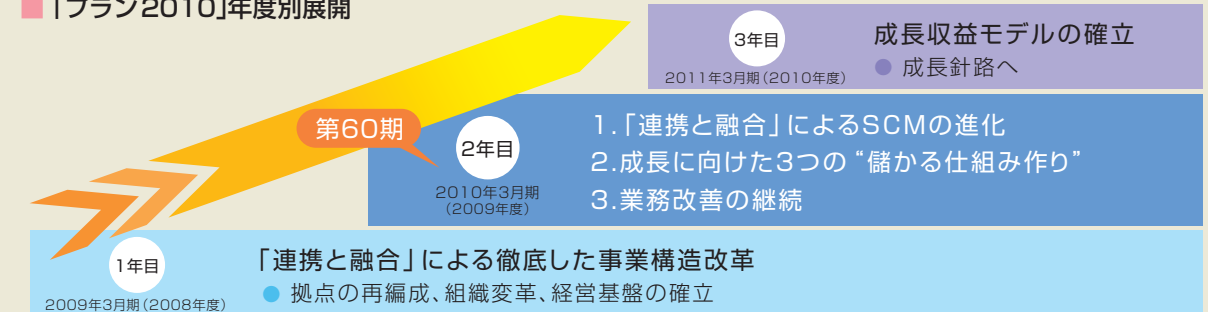 ■「プラン2010」年度別展開
3年目
2011年3月期(2010年度)
成長収益モデルの確立
● 成長針路へ
第60期
2年目
2010年3月期
(2009年度)
1.「連携と融合」によるSCMの進化
2.成長に向けた3つの“儲かる仕組み作り”
3.業務改善の継続
1年目
2009年3月期(2008年度)
「連携と融合」による徹底した事業構造改革
● 拠点の再編成、組織変革、経営基盤の確立